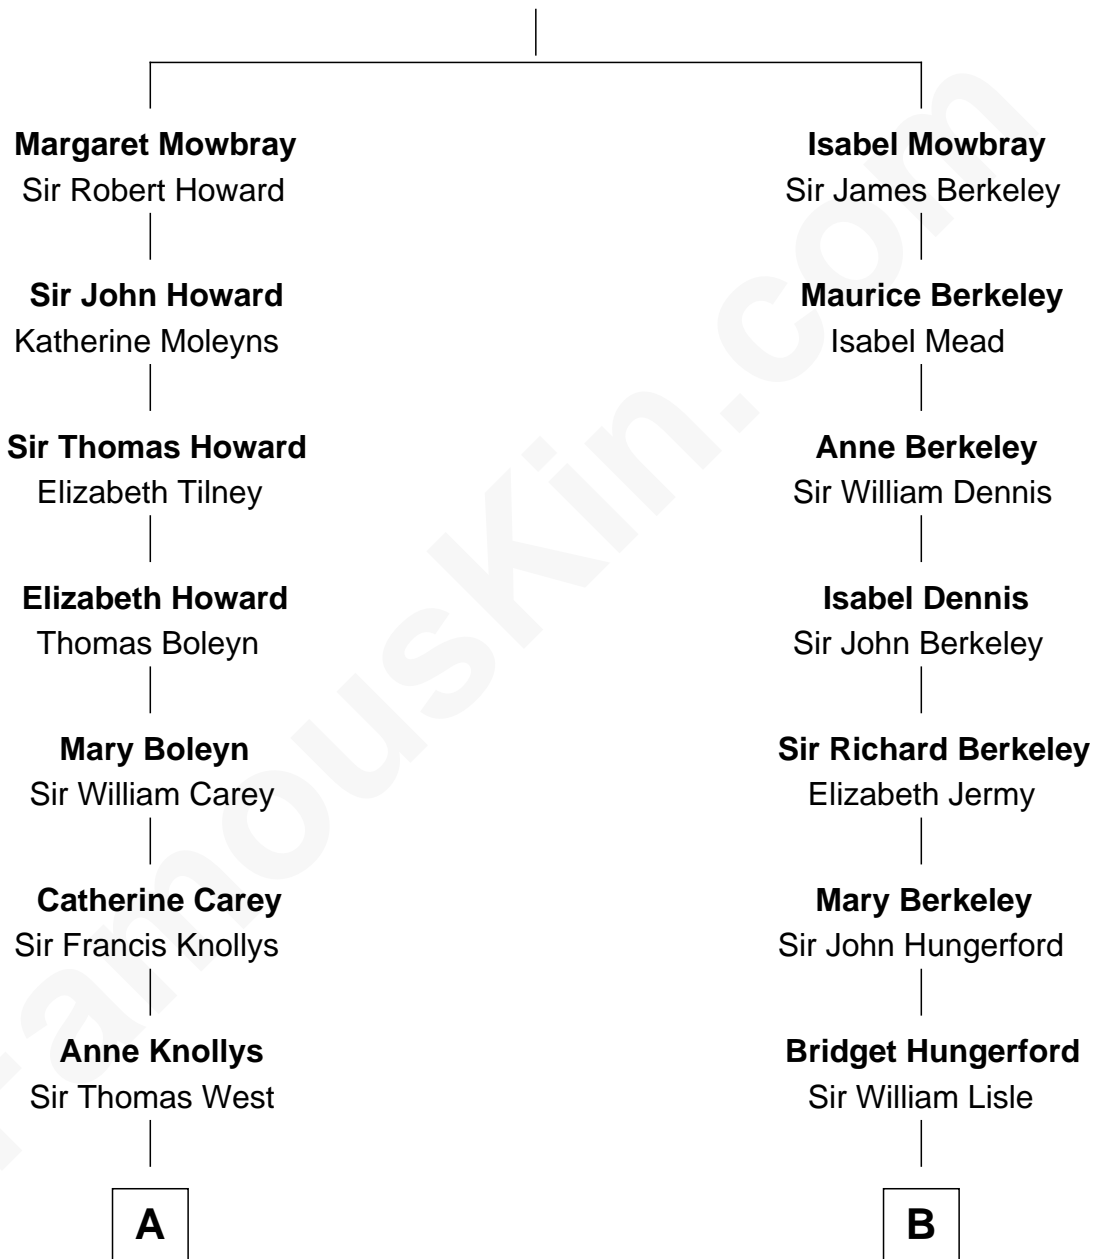 Margaret Mowbray
Sir Robert Howard
Sir John Howard
Katherine Moleyns
Sir Thomas Howard
Elizabeth Tilney
Elizabeth Howard
Thomas Boleyn
Mary Boleyn
Sir William Carey
Catherine Carey
Sir Francis Knollys
Anne Knollys
Sir Thomas West
A
Isabel Mowbray
Sir James Berkeley
Maurice Berkeley
Isabel Mead
Anne Berkeley
Sir William Dennis
Isabel Dennis
Sir John Berkeley
Sir Richard Berkeley
Elizabeth Jermy
Mary Berkeley
Sir John Hungerford
Bridget Hungerford
Sir William Lisle
B
FamousKin.com